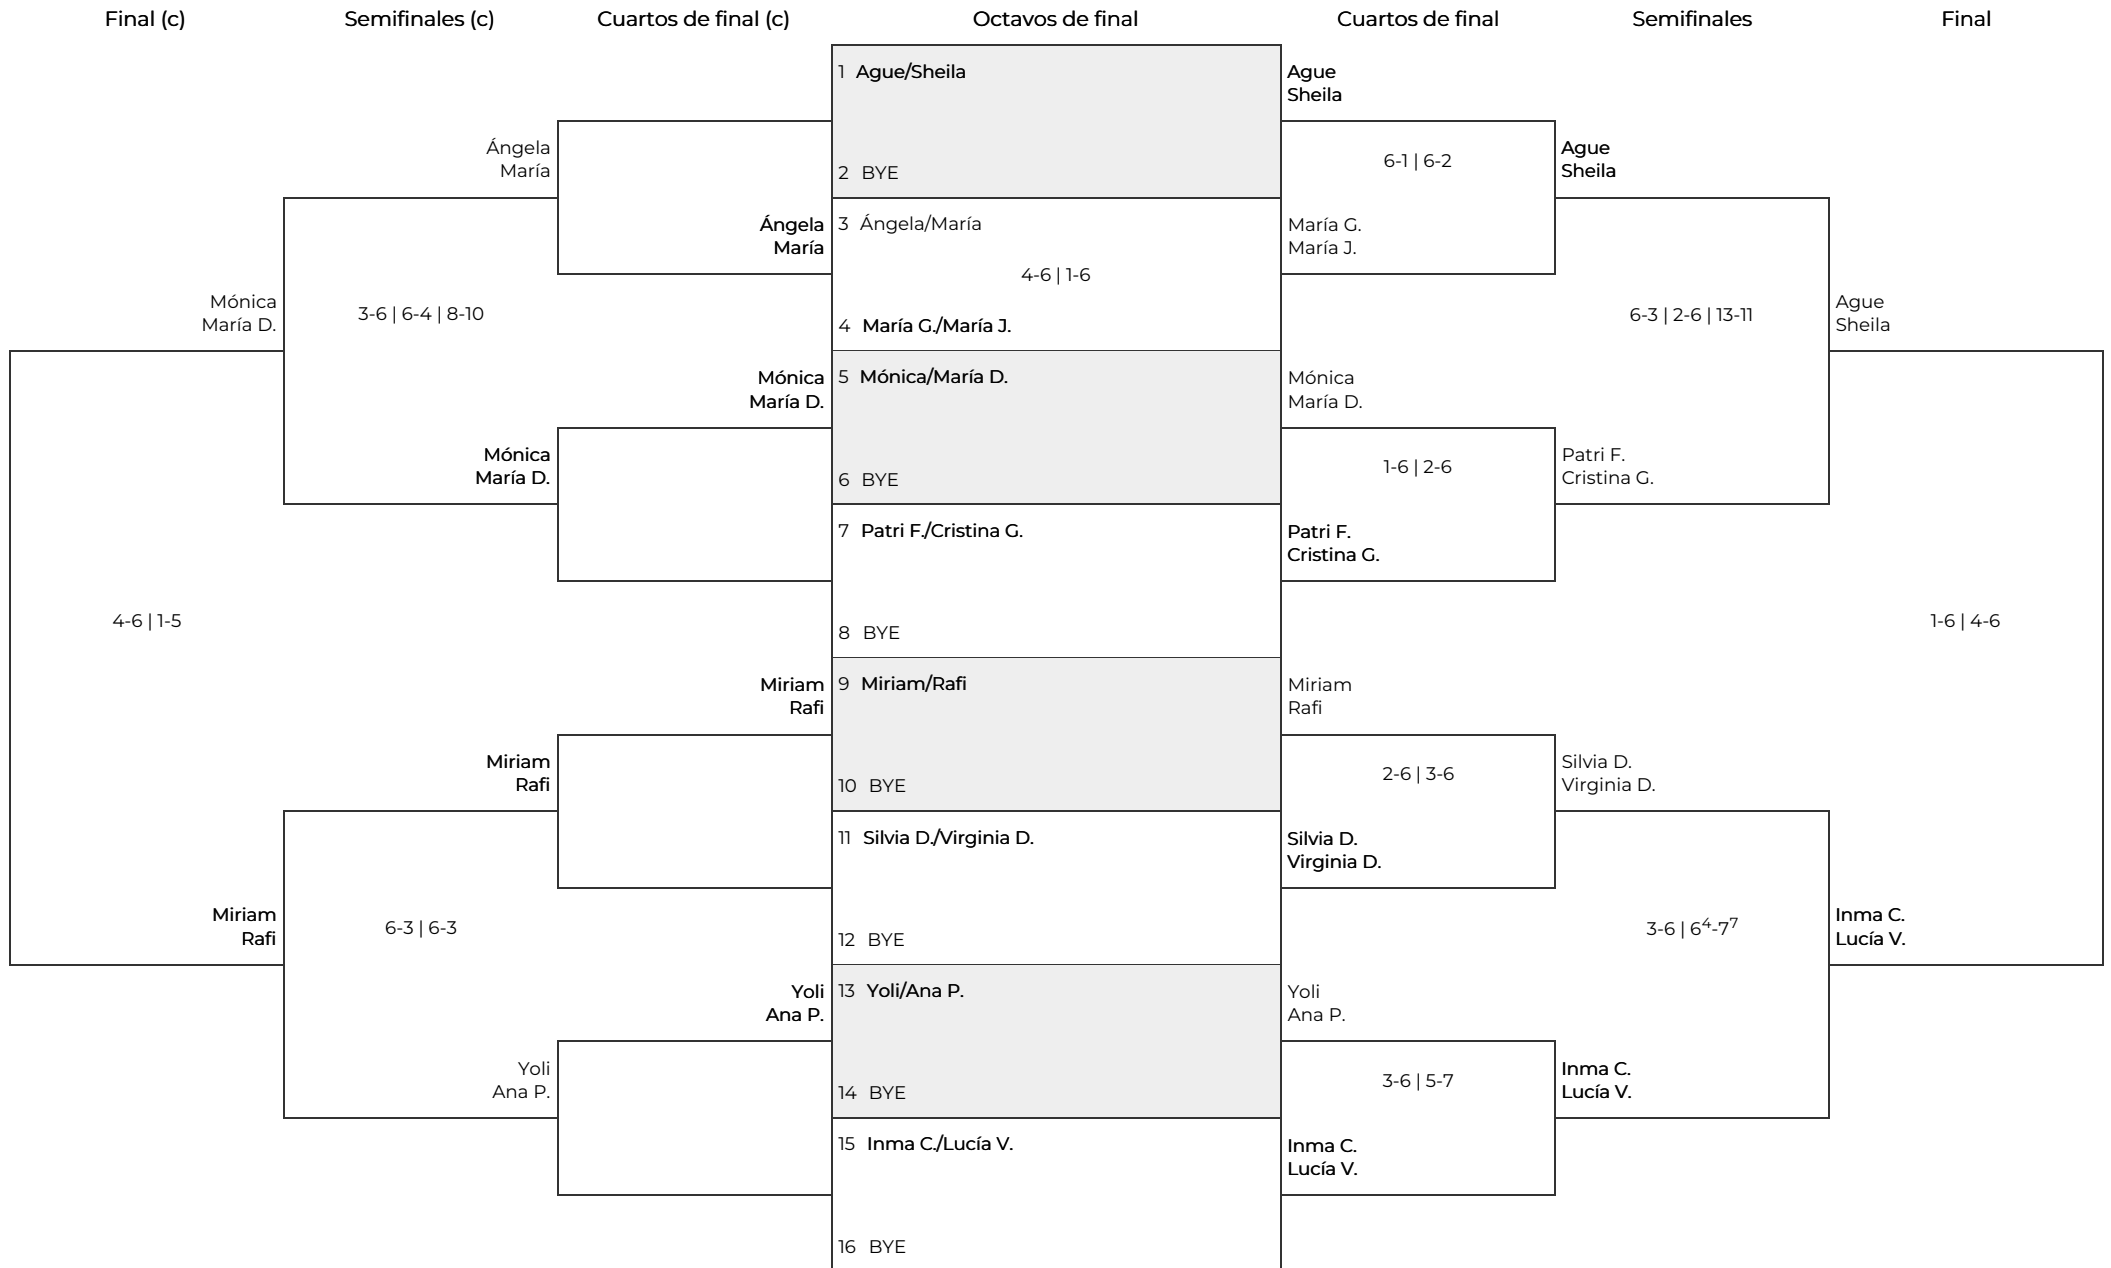 Final (c) Semifinales (c) Cuartos de final (c) Octavos de final Cuartos de final Semifinales Final
1 Ague/Sheila Ague
Sheila
Ángela Ague
María Sheila
6-1 | 6-2
2 BYE
Ángela 3 Ángela/María María G.
María María J.
4-6 | 1-6
Mónica Ague
María D. Sheila
3-6 | 6-4 | 8-10 6-3 | 2-6 | 13-11
4 María G./María J.
Mónica 5 Mónica/María D. Mónica
María D. María D.
Mónica Patri F.
María D. Cristina G.
1-6 | 2-6
6 BYE
7 Patri F./Cristina G. Patri F.
Cristina G.
4-6 | 1-5 1-6 | 4-6
8 BYE
Miriam 9 Miriam/Rafi Miriam
Rafi Rafi
Miriam Silvia D.
Rafi Virginia D.
2-6 | 3-6
10 BYE
11 Silvia D./Virginia D. Silvia D.
Virginia D.
Miriam Inma C.
Rafi Lucía V.
6-3 | 6-3 3-6 | 6⁴-7⁷
12 BYE
Yoli 13 Yoli/Ana P. Yoli
Ana P. Ana P.
Yoli Inma C.
Ana P. Lucía V.
3-6 | 5-7
14 BYE
15 Inma C./Lucía V. Inma C.
Lucía V.
16 BYE